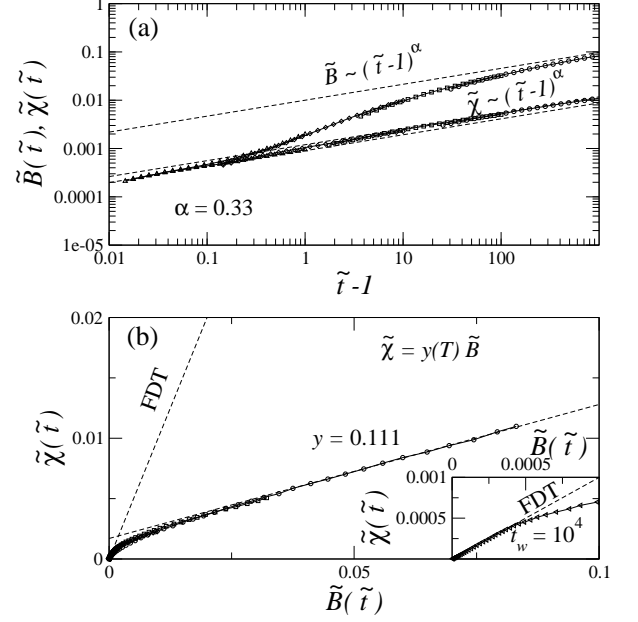 (a)
1
0.1
0.01
0.001
0.0001
1e-05
B̃(t̃), χ̃(t̃)
B̃ ~ (t̃-1)^α
χ̃ ~ (t̃-1)^α
α = 0.33
0.01 0.1 1 10 100
t̃-1
(b)
0.02
0.01
0
χ̃(t̃)
FDT
χ̃ = y(T) B̃
y = 0.111
0 0.0005
B̃(t̃)
0.001
0.0005
0
χ̃(t̃)
FDT
t_w = 10^4
0 0.05 0.1
B̃(t̃)